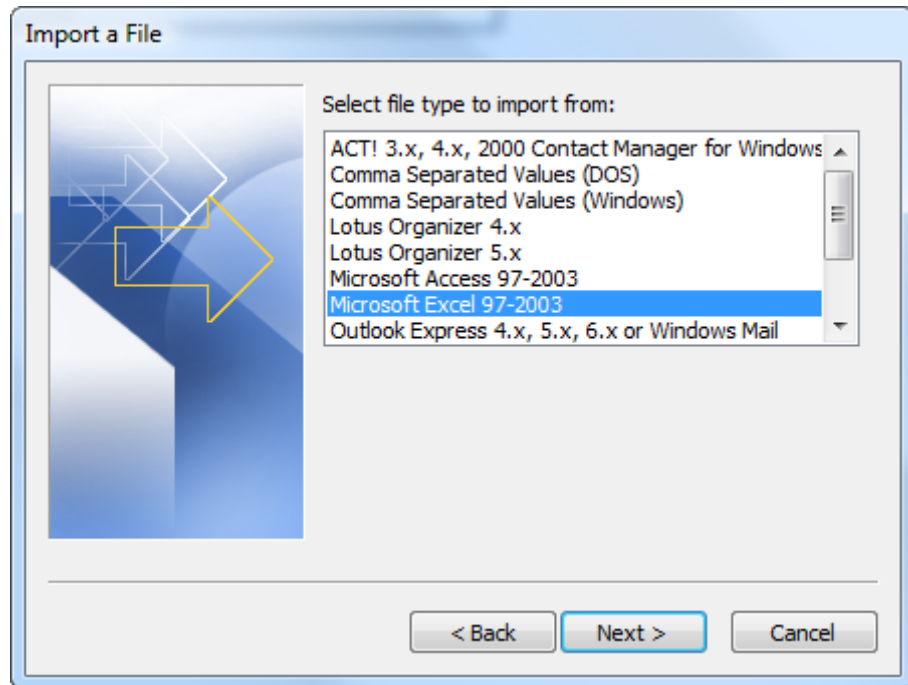 Import a File
Select file type to import from:
ACT! 3.x, 4.x, 2000 Contact Manager for Windows
Comma Separated Values (DOS)
Comma Separated Values (Windows)
Lotus Organizer 4.x
Lotus Organizer 5.x
Microsoft Access 97-2003
Microsoft Excel 97-2003
Outlook Express 4.x, 5.x, 6.x or Windows Mail
< Back Next > Cancel